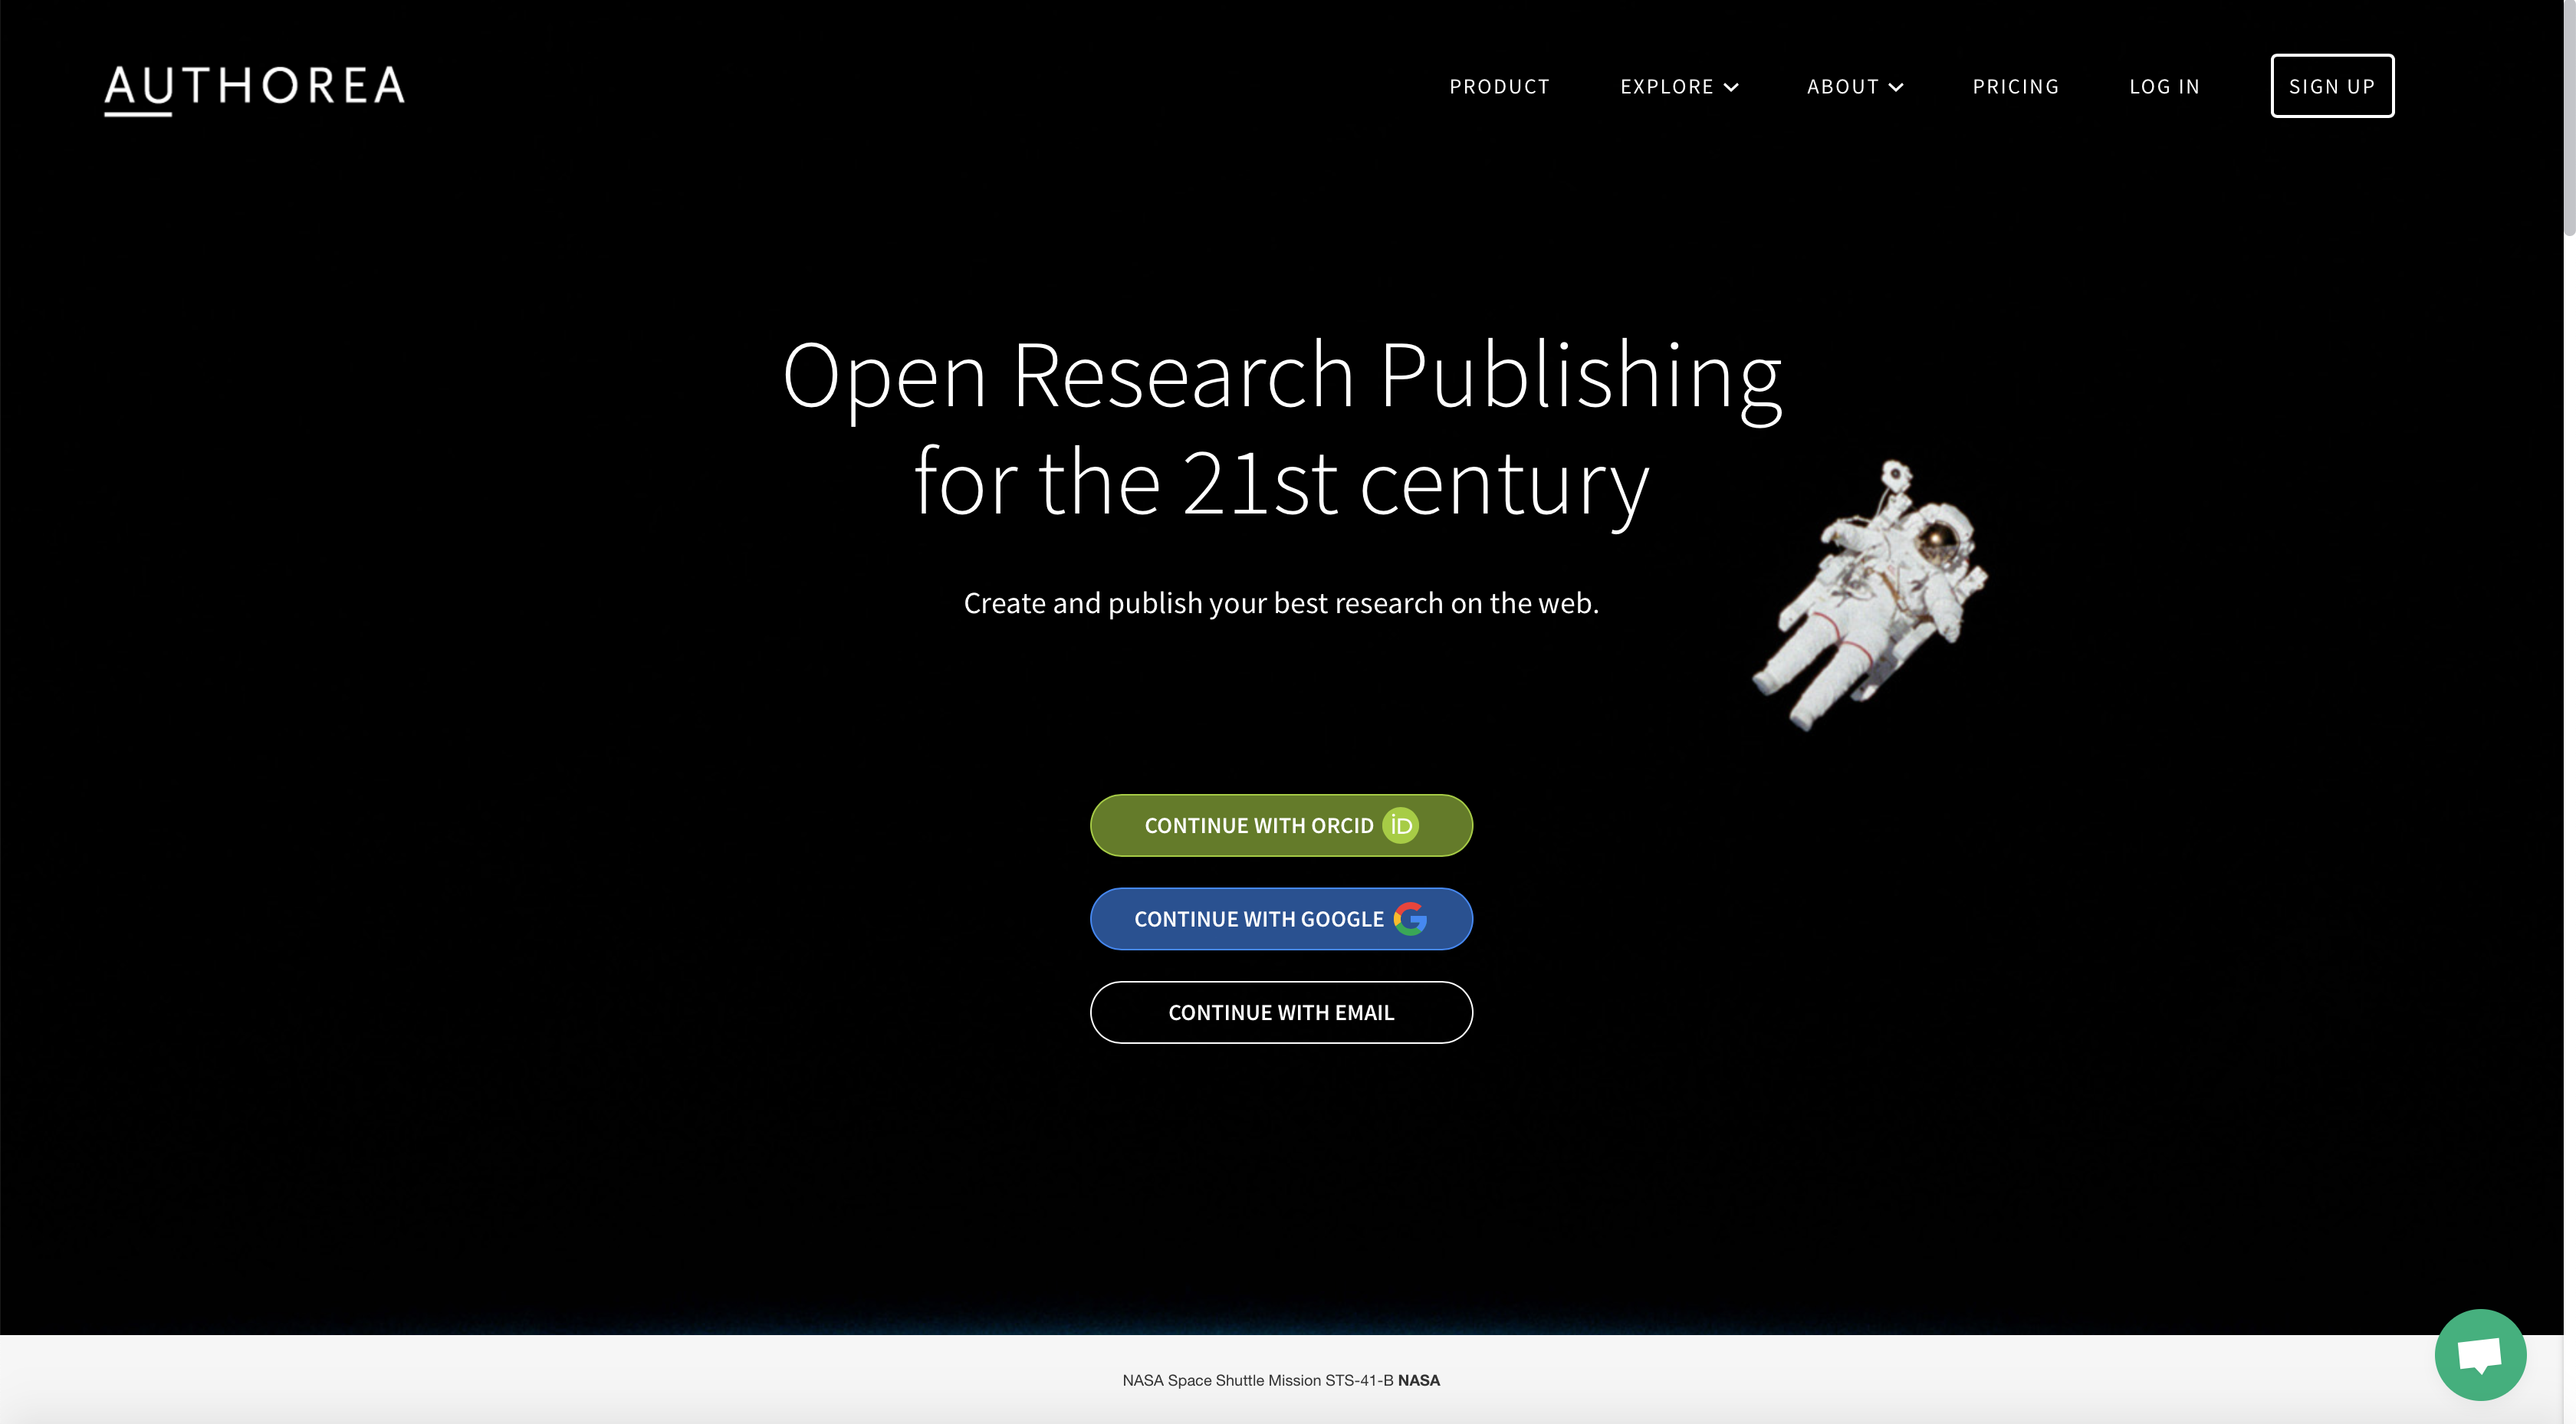 AUTHOREA
PRODUCT
EXPLORE
ABOUT
PRICING
LOG IN
SIGN UP
Open Research Publishing
for the 21st century
Create and publish your best research on the web.
CONTINUE WITH ORCID iD
CONTINUE WITH GOOGLE G
CONTINUE WITH EMAIL
NASA Space Shuttle Mission STS-41-B NASA